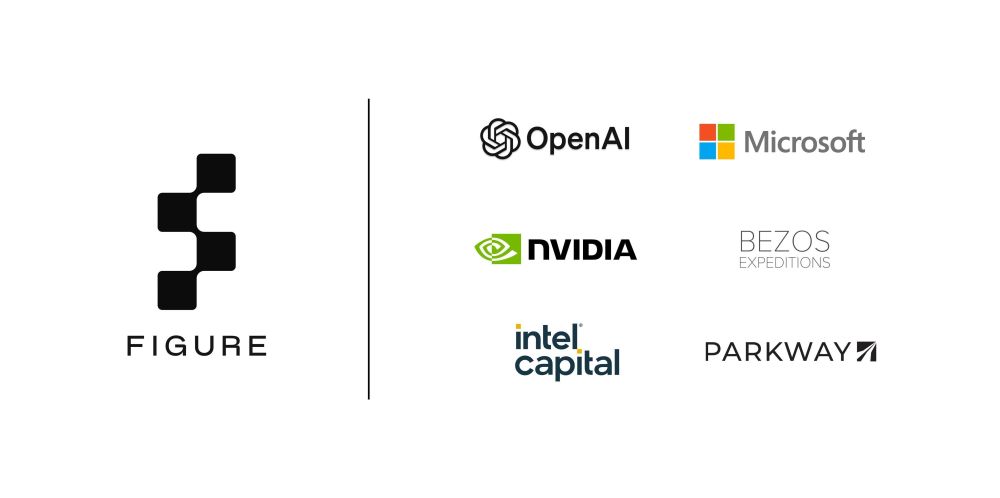 FIGURE
OpenAI
Microsoft
NVIDIA
BEZOS
EXPEDITIONS
intel
capital
PARKWAY